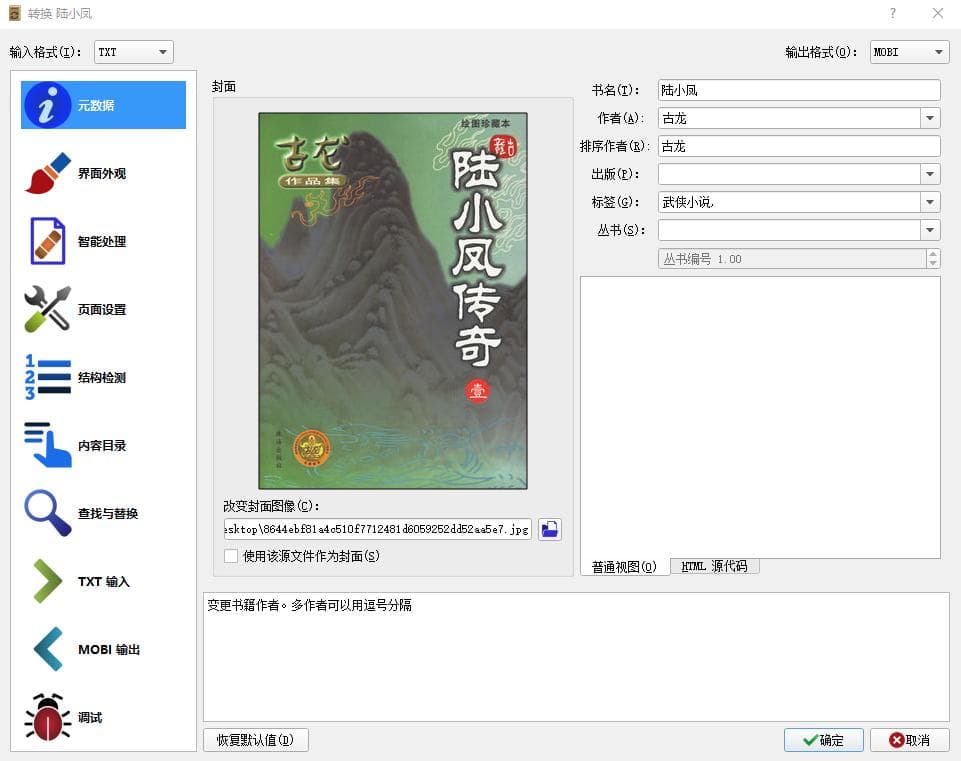 转换 陆小凤
输入格式(I):
TXT
输出格式(O):
MOBI
元数据
界面外观
智能处理
页面设置
结构检测
内容目录
查找与替换
TXT 输入
MOBI 输出
调试
封面
绘图珍藏本
古龙
作品集
陆小凤传奇
壹
珠海出版社
改变封面图像(C):
sktop\8644ebf81a4c510f7712481d6059252dd52aa5e7.jpg
使用该源文件作为封面(S)
书名(T):
陆小凤
作者(A):
古龙
排序作者(R):
古龙
出版(P):
标签(G):
武侠小说,
丛书(S):
丛书编号 1.00
普通视图(O)
HTML 源代码
变更书籍作者。多作者可以用逗号分隔
恢复默认值(D)
确定
取消